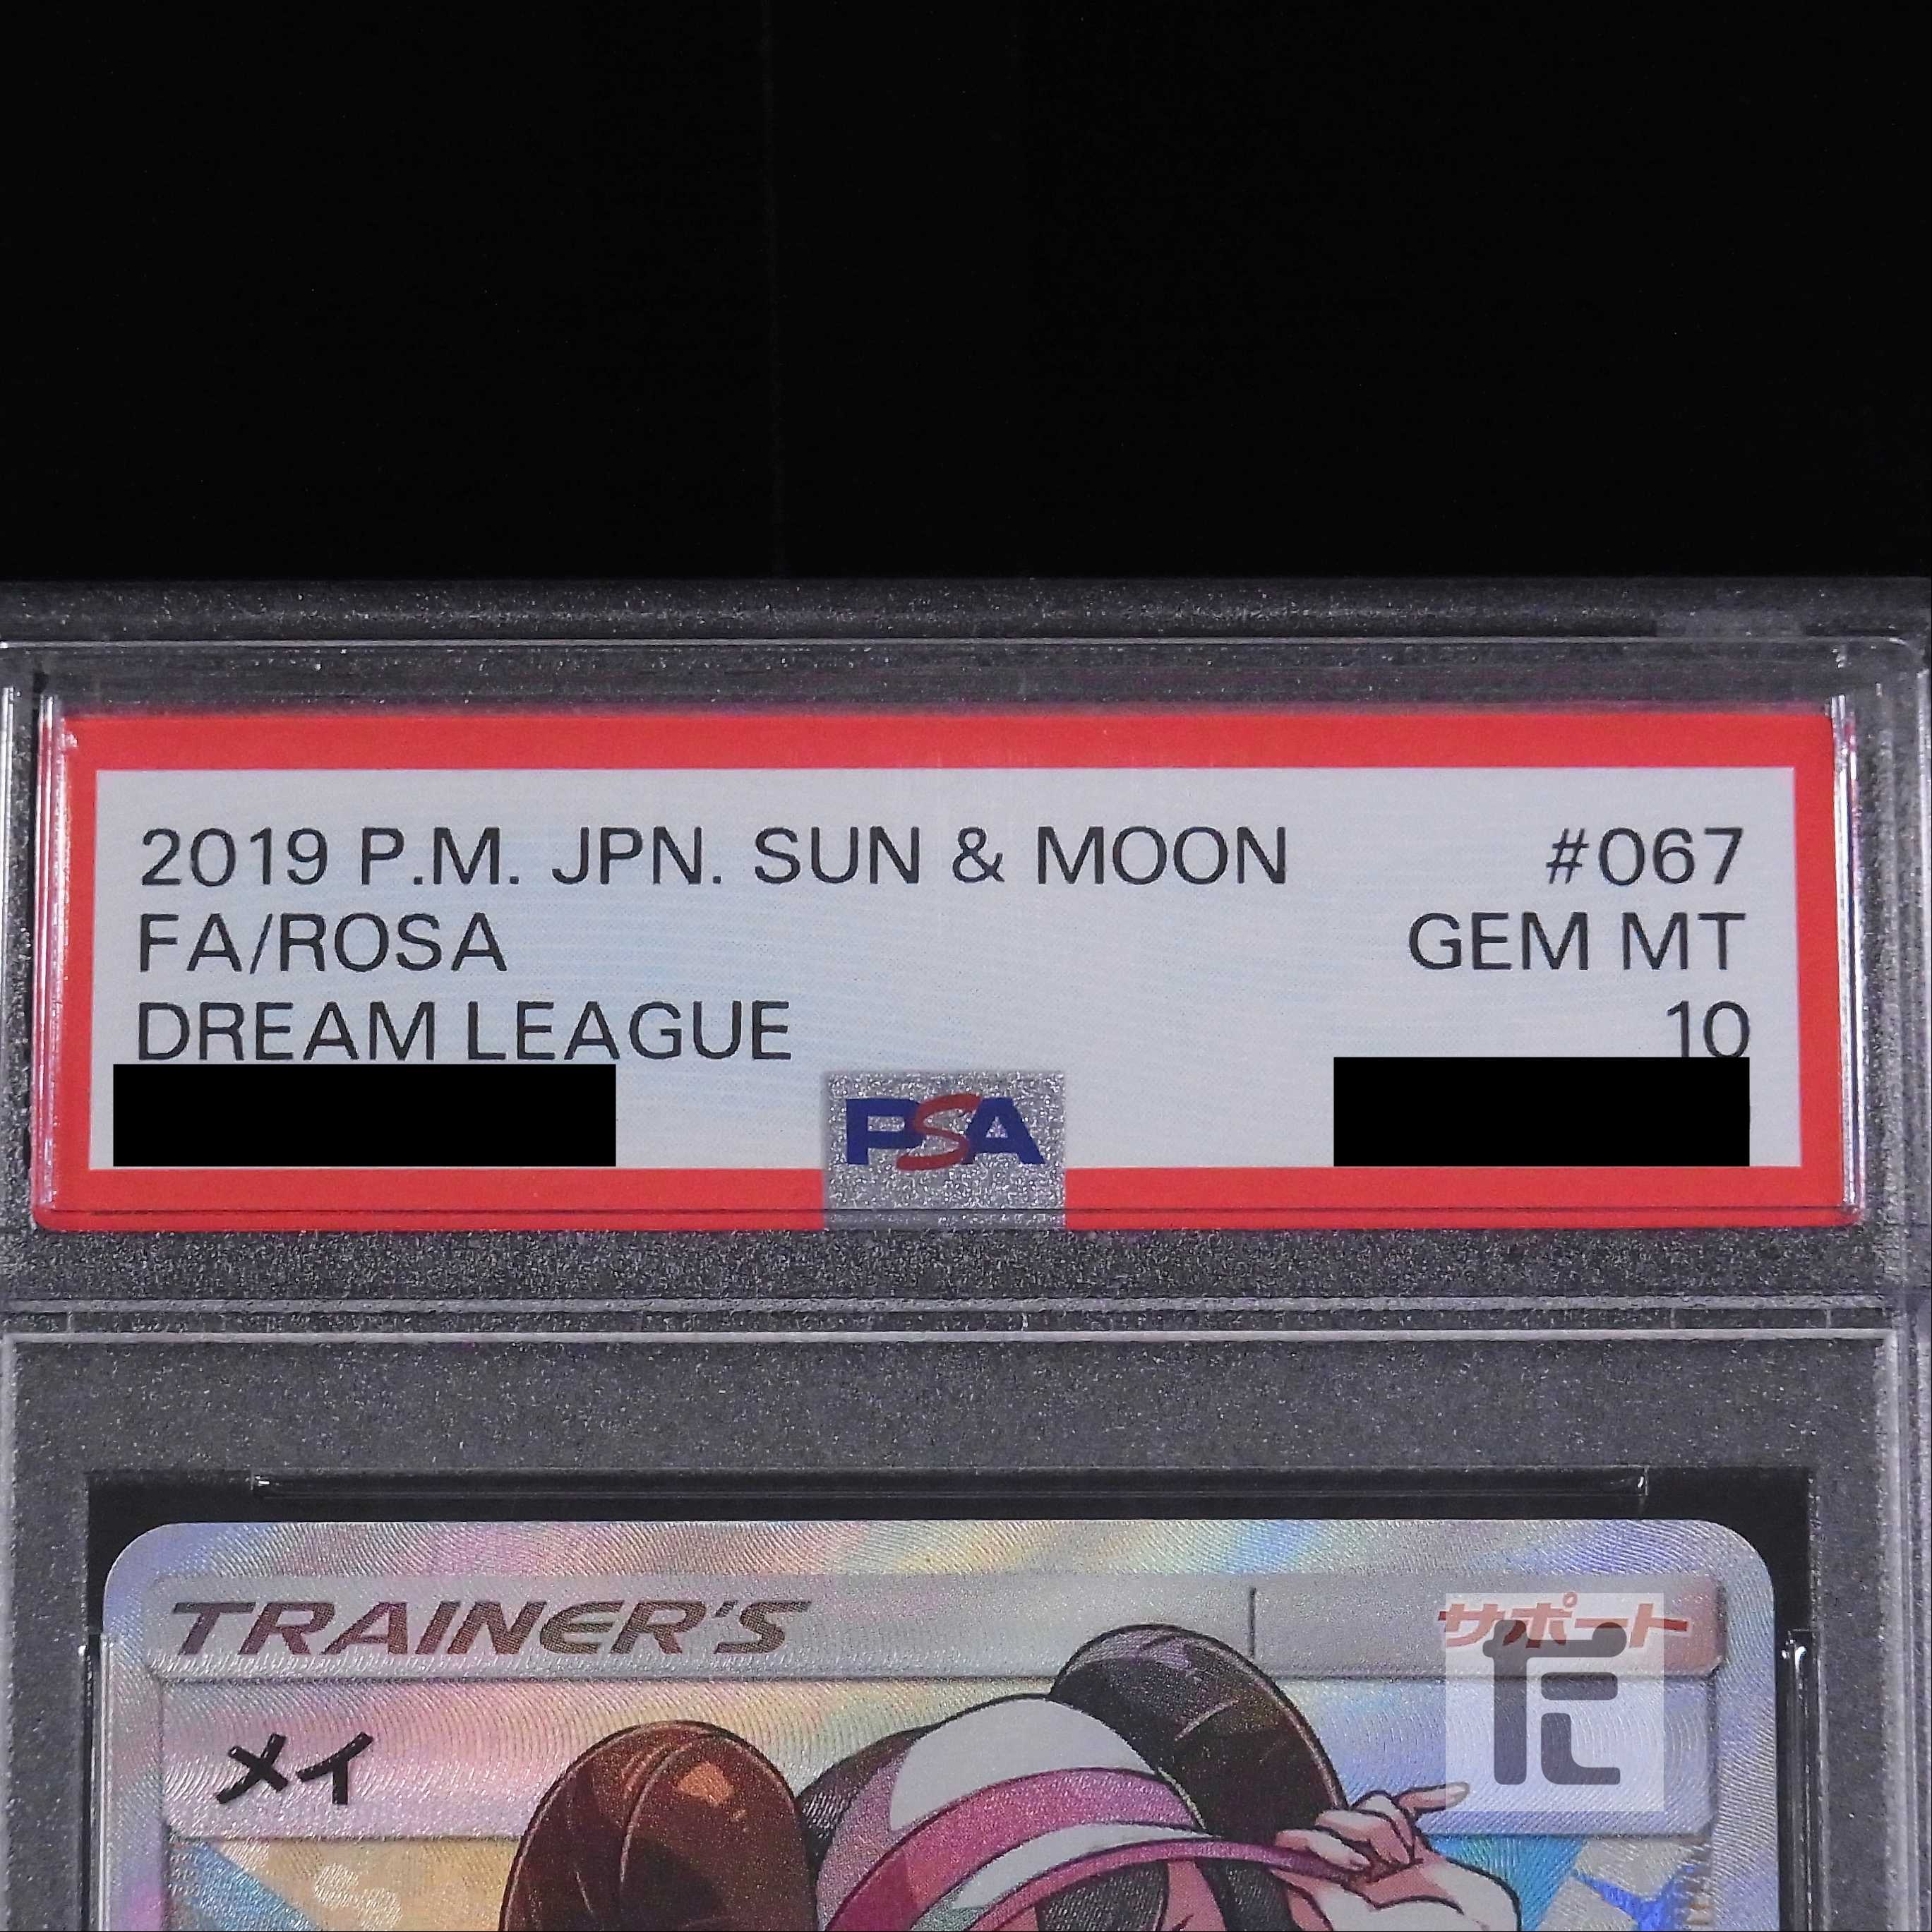 2019 P.M. JPN. SUN & MOON #067
FA/ROSA GEM MT
DREAM LEAGUE 10
PSA
TRAINER'S サポート
メイ